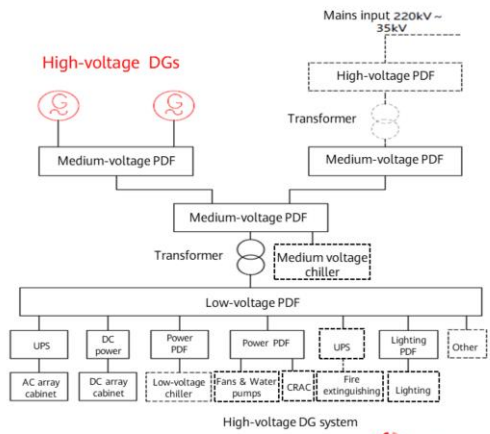 Mains input 220kV ~
35kV
High-voltage DGs
High-voltage PDF
G
G
Transformer
Medium-voltage PDF
Medium-voltage PDF
Medium-voltage PDF
Transformer
Medium voltage
chiller
Low-voltage PDF
UPS
DC
power
Power
PDF
Power PDF
UPS
Lighting
PDF
Other
AC array
cabinet
DC array
cabinet
Low-voltage
chiller
Fans & Water
pumps
CRAC
Fire
extinguishing
Lighting
High-voltage DG system